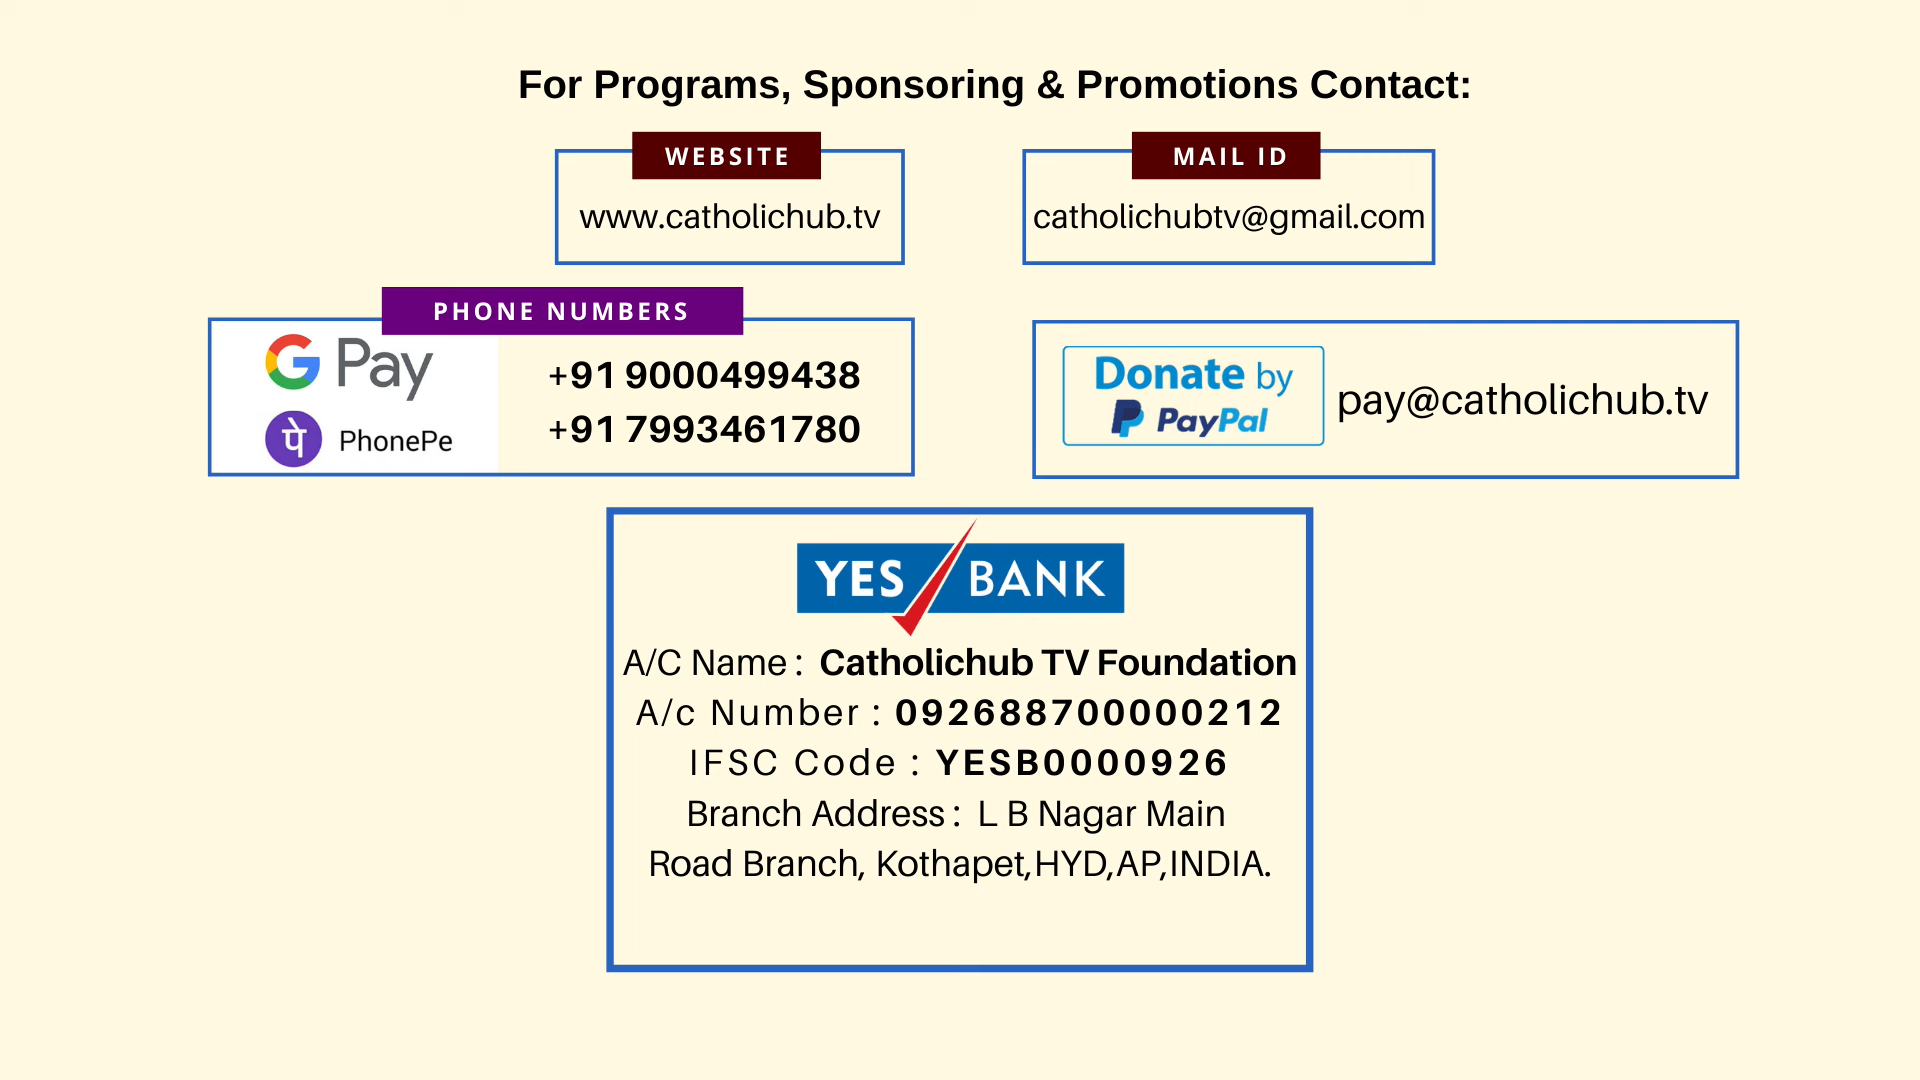 For Programs, Sponsoring & Promotions Contact:
WEBSITE
www.catholichub.tv
MAIL ID
catholichubtv@gmail.com
PHONE NUMBERS
G Pay
पे PhonePe
+91 9000499438
+91 7993461780
Donate by
PayPal
pay@catholichub.tv
YES BANK
A/C Name : Catholichub TV Foundation
A/c Number : 092688700000212
IFSC Code : YESB0000926
Branch Address : L B Nagar Main
Road Branch, Kothapet,HYD,AP,INDIA.